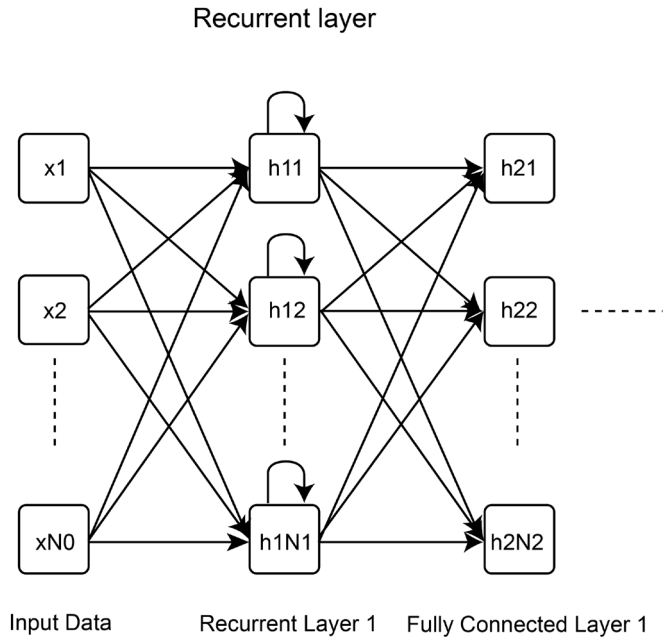 Recurrent layer
x1
h11
h21
x2
h12
h22
xN0
h1N1
h2N2
Input Data
Recurrent Layer 1
Fully Connected Layer 1